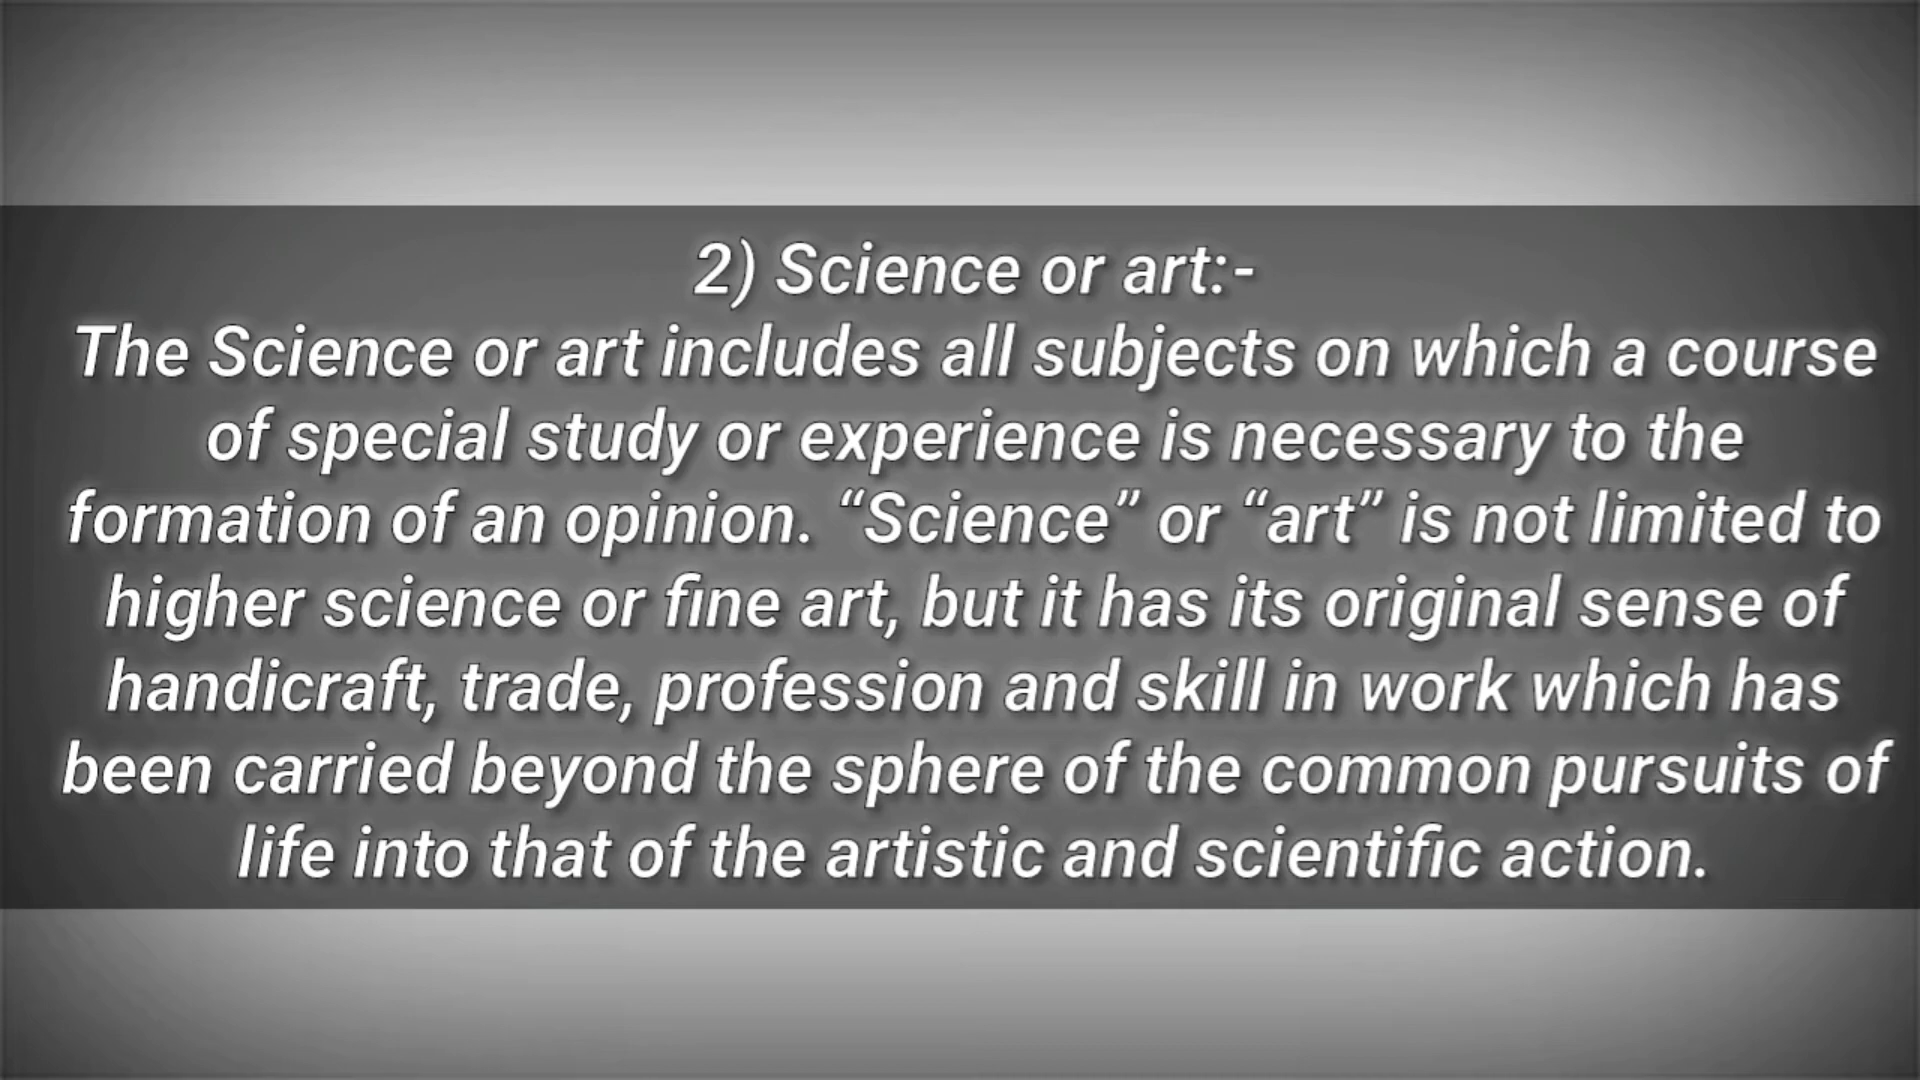 2) Science or art:-
The Science or art includes all subjects on which a course
of special study or experience is necessary to the
formation of an opinion. “Science” or “art” is not limited to
higher science or fine art, but it has its original sense of
handicraft, trade, profession and skill in work which has
been carried beyond the sphere of the common pursuits of
life into that of the artistic and scientific action.